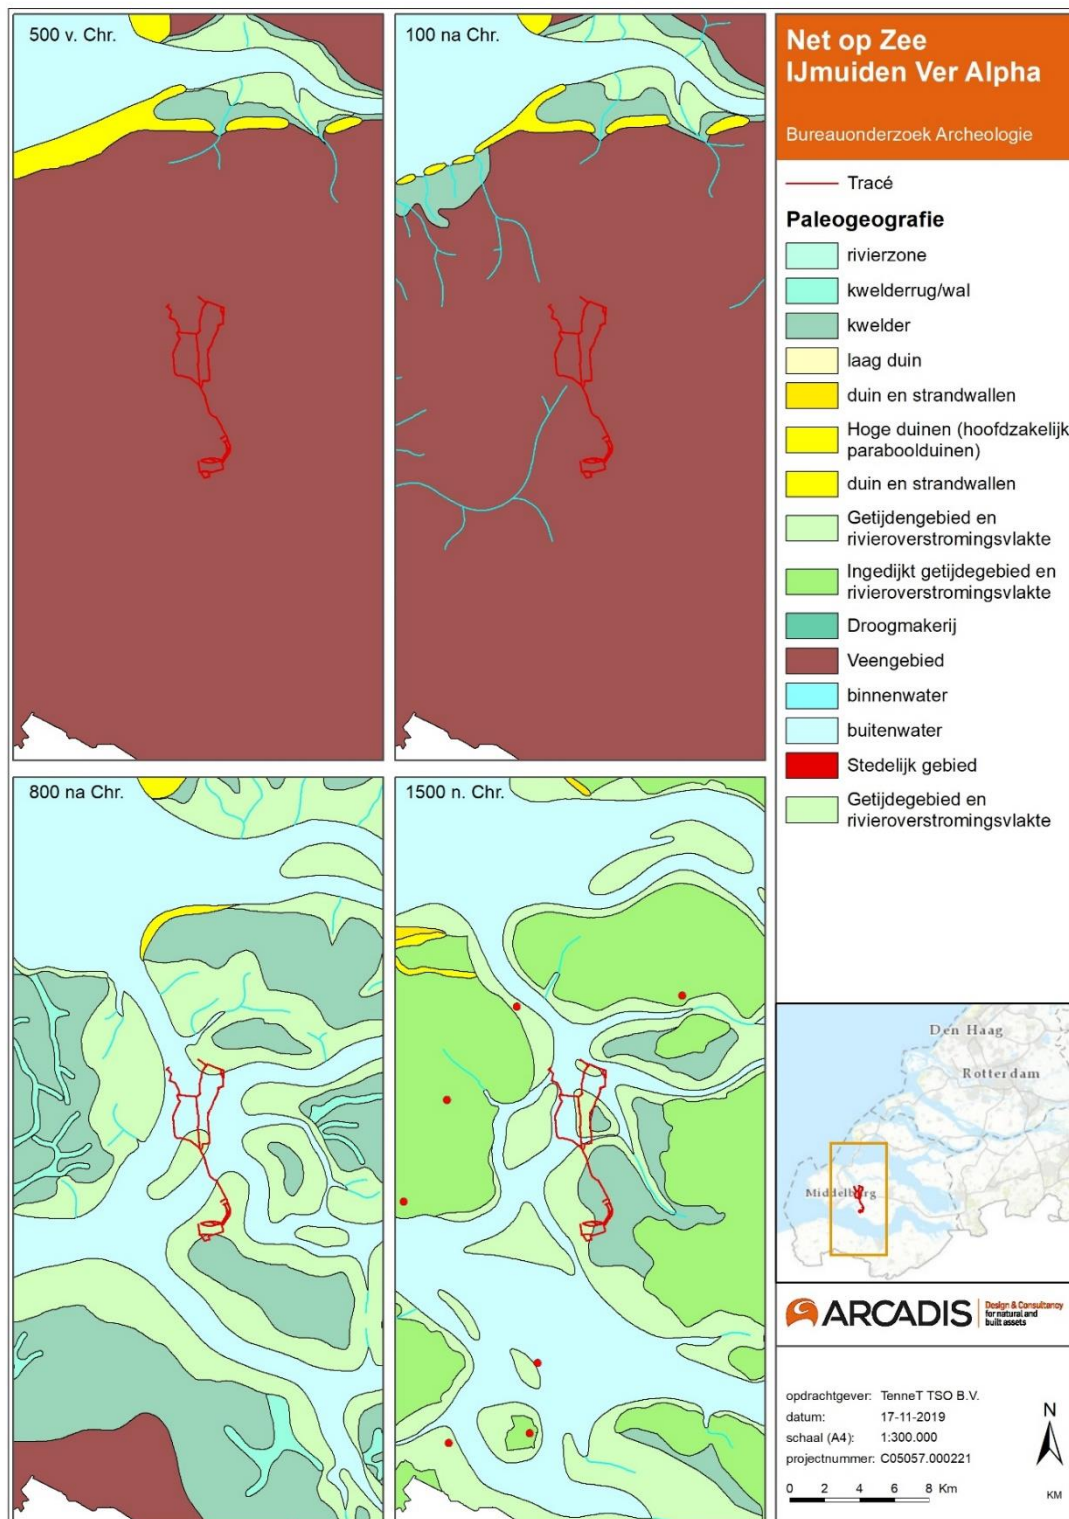 500 v. Chr.
100 na Chr.
800 na Chr.
1500 n. Chr.
Net op Zee
IJmuiden Ver Alpha
Bureauonderzoek Archeologie
Tracé
Paleogeografie
rivierzone
kwelderrug/wal
kwelder
laag duin
duin en strandwallen
Hoge duinen (hoofdzakelijk
paraboolduinen)
duin en strandwallen
Getijdengebied en
rivieroverstromingsvlakte
Ingedijkt getijdegebied en
rivieroverstromingsvlakte
Droogmakerij
Veengebied
binnenwater
buitenwater
Stedelijk gebied
Getijdegebied en
rivieroverstromingsvlakte
Den Haag
Rotterdam
Middelburg
ARCADIS
Design & Consultancy
for natural and
built assets
opdrachtgever: TenneT TSO B.V.
datum: 17-11-2019
schaal (A4): 1:300.000
projectnummer: C05057.000221
N
0 2 4 6 8 Km
KM